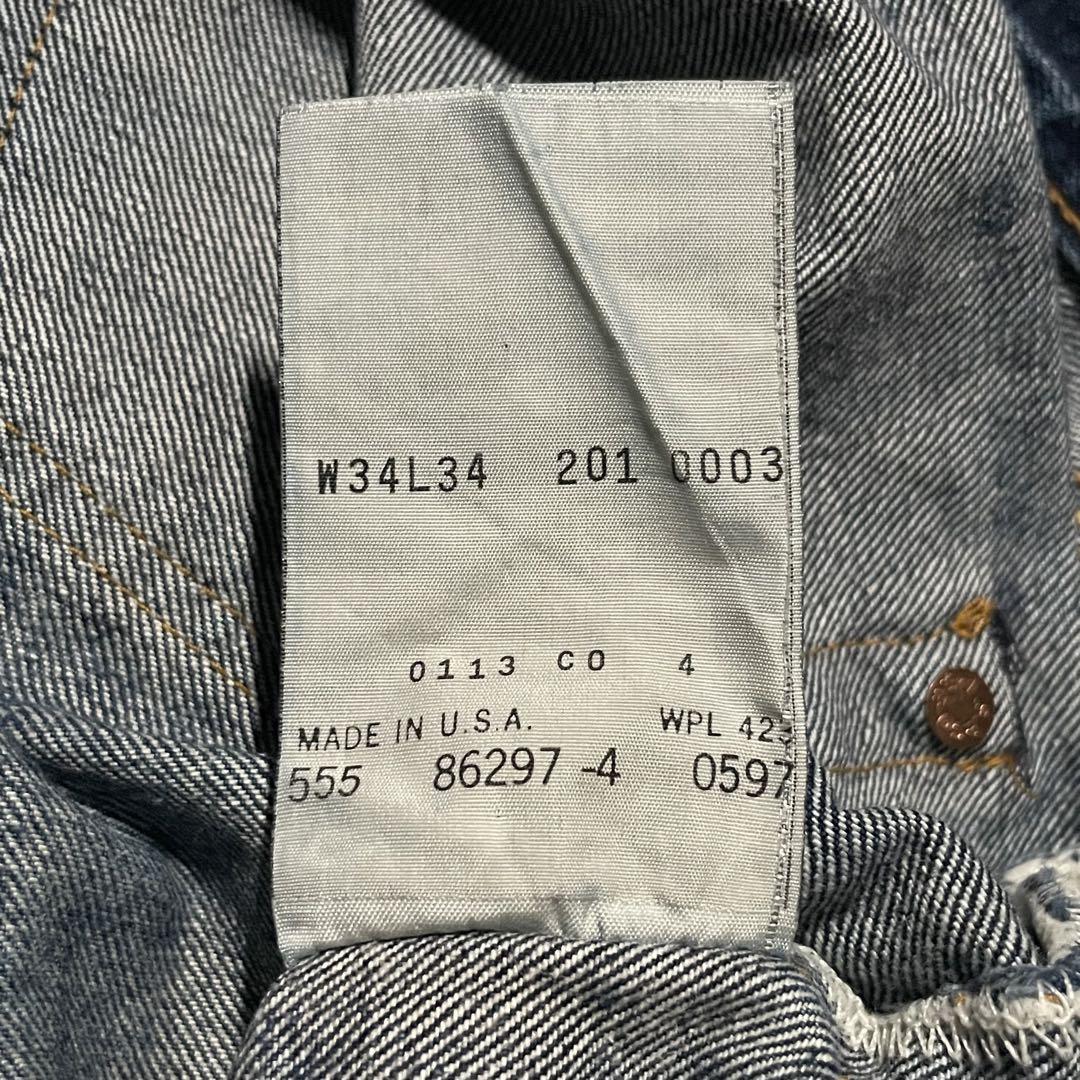 W34L34 201 0003
0113 CO 4
MADE IN U.S.A. WPL 423
555 86297-4 0597